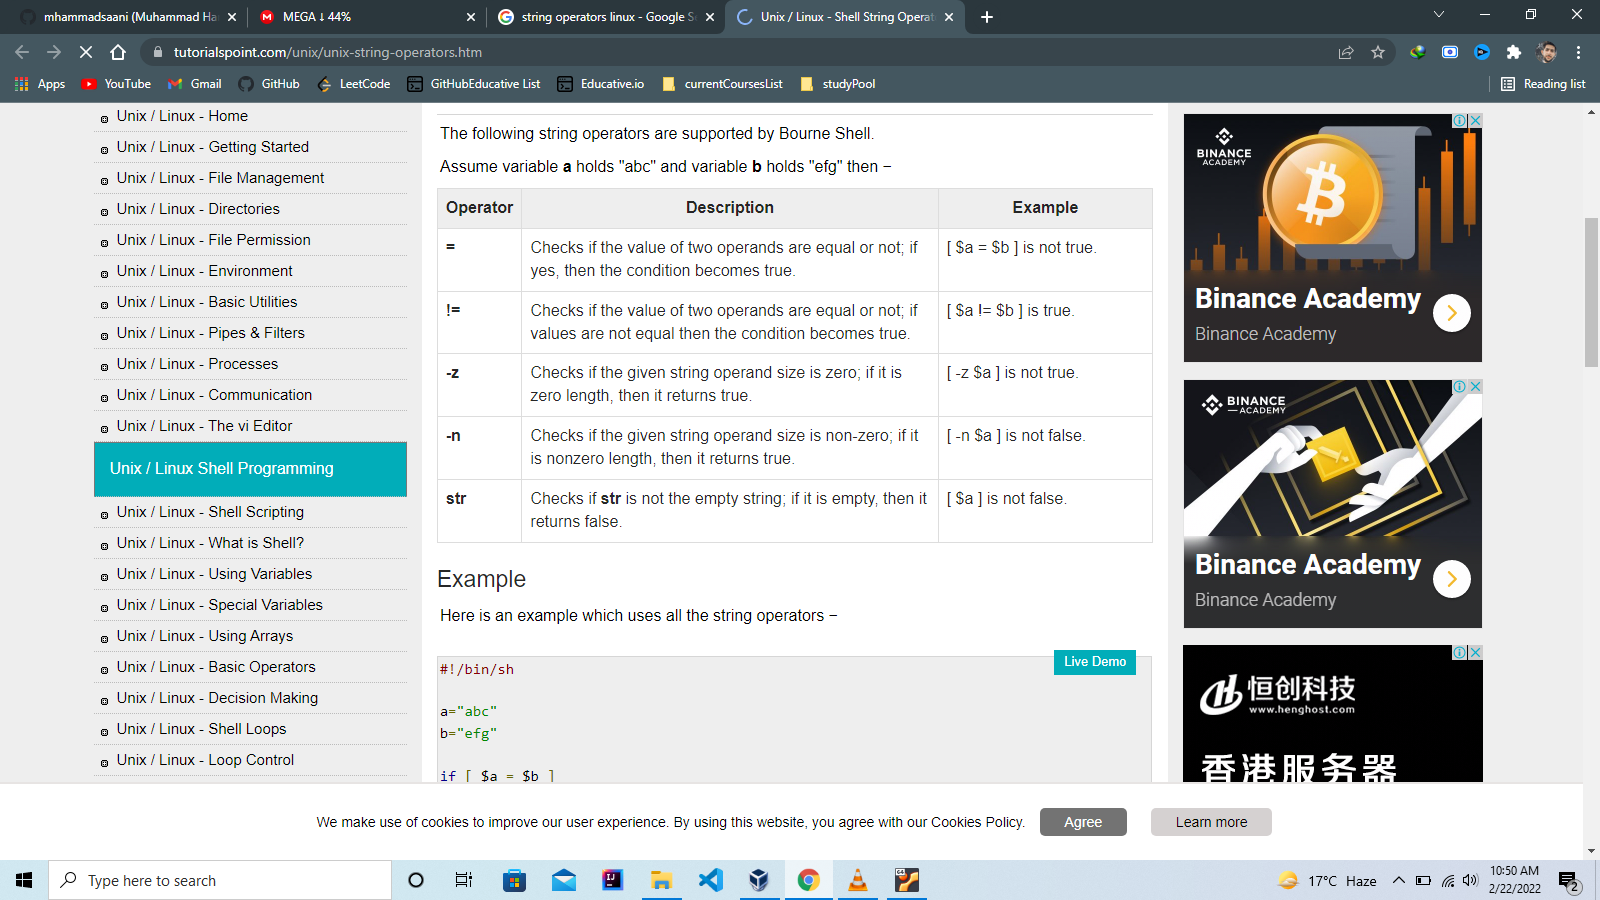 mhammadsaani (Muhammad Ha
MEGA ⬇ 44%
string operators linux - Google S
Unix / Linux - Shell String Operat
tutorialspoint.com/unix/unix-string-operators.htm
Apps
YouTube
Gmail
GitHub
LeetCode
GitHubEducative List
Educative.io
currentCoursesList
studyPool
Reading list
Unix / Linux - Home
Unix / Linux - Getting Started
Unix / Linux - File Management
Unix / Linux - Directories
Unix / Linux - File Permission
Unix / Linux - Environment
Unix / Linux - Basic Utilities
Unix / Linux - Pipes & Filters
Unix / Linux - Processes
Unix / Linux - Communication
Unix / Linux - The vi Editor
Unix / Linux Shell Programming
Unix / Linux - Shell Scripting
Unix / Linux - What is Shell?
Unix / Linux - Using Variables
Unix / Linux - Special Variables
Unix / Linux - Using Arrays
Unix / Linux - Basic Operators
Unix / Linux - Decision Making
Unix / Linux - Shell Loops
Unix / Linux - Loop Control
The following string operators are supported by Bourne Shell.
Assume variable a holds "abc" and variable b holds "efg" then −
Operator Description Example
= Checks if the value of two operands are equal or not; if [ $a = $b ] is not true.
yes, then the condition becomes true.
!= Checks if the value of two operands are equal or not; if [ $a != $b ] is true.
values are not equal then the condition becomes true.
-z Checks if the given string operand size is zero; if it is [ -z $a ] is not true.
zero length, then it returns true.
-n Checks if the given string operand size is non-zero; if it [ -n $a ] is not false.
is nonzero length, then it returns true.
str Checks if str is not the empty string; if it is empty, then it [ $a ] is not false.
returns false.
Example
Here is an example which uses all the string operators −
Live Demo
#!/bin/sh
a="abc"
b="efg"
if [ $a = $b ]
BINANCE
ACADEMY
Binance Academy
Binance Academy
BINANCE
ACADEMY
Binance Academy
Binance Academy
恒创科技
www.henghost.com
香港服务器
We make use of cookies to improve our user experience. By using this website, you agree with our Cookies Policy.
Agree
Learn more
Type here to search
17°C Haze
10:50 AM
2/22/2022
2